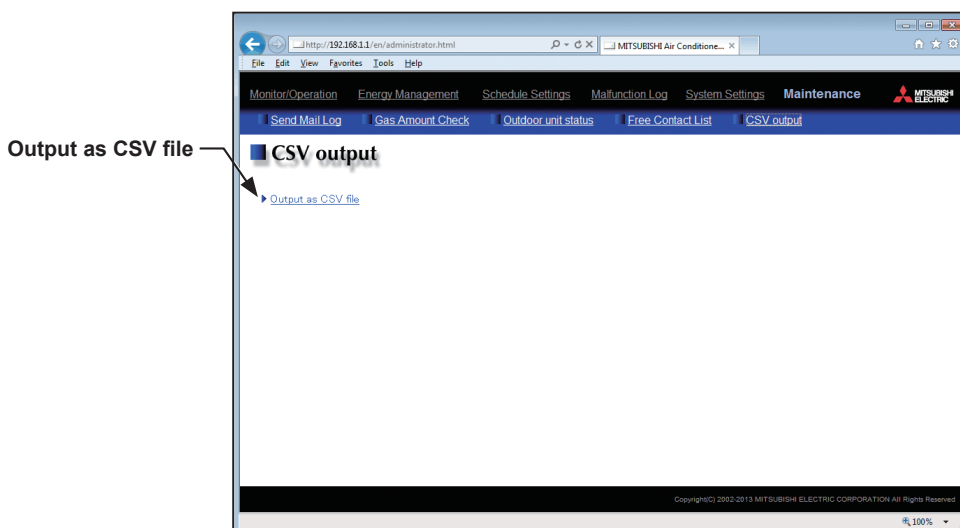 http://192.168.1.1/en/administrator.html
MITSUBISHI Air Conditione...
File Edit View Favorites Tools Help
Monitor/Operation Energy Management Schedule Settings Malfunction Log System Settings Maintenance
MITSUBISHI
ELECTRIC
Send Mail Log Gas Amount Check Outdoor unit status Free Contact List CSV output
Output as CSV file
CSV output
Output as CSV file
Copyright(C) 2002-2013 MITSUBISHI ELECTRIC CORPORATION All Rights Reserved
100%